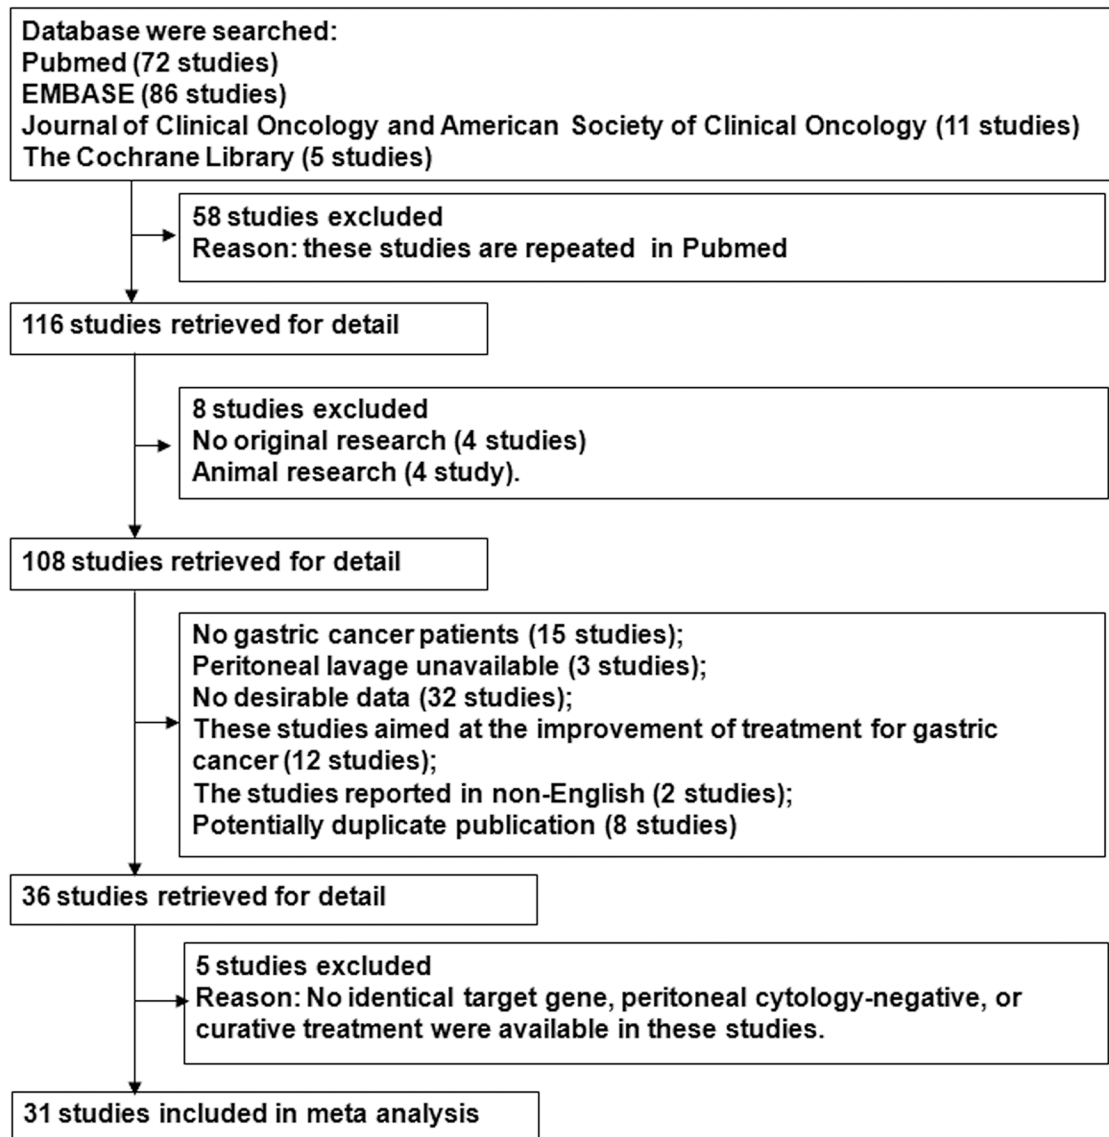 Database were searched:
Pubmed (72 studies)
EMBASE (86 studies)
Journal of Clinical Oncology and American Society of Clinical Oncology (11 studies)
The Cochrane Library (5 studies)
58 studies excluded
Reason: these studies are repeated in Pubmed
116 studies retrieved for detail
8 studies excluded
No original research (4 studies)
Animal research (4 study).
108 studies retrieved for detail
No gastric cancer patients (15 studies);
Peritoneal lavage unavailable (3 studies);
No desirable data (32 studies);
These studies aimed at the improvement of treatment for gastric
cancer (12 studies);
The studies reported in non-English (2 studies);
Potentially duplicate publication (8 studies)
36 studies retrieved for detail
5 studies excluded
Reason: No identical target gene, peritoneal cytology-negative, or
curative treatment were available in these studies.
31 studies included in meta analysis